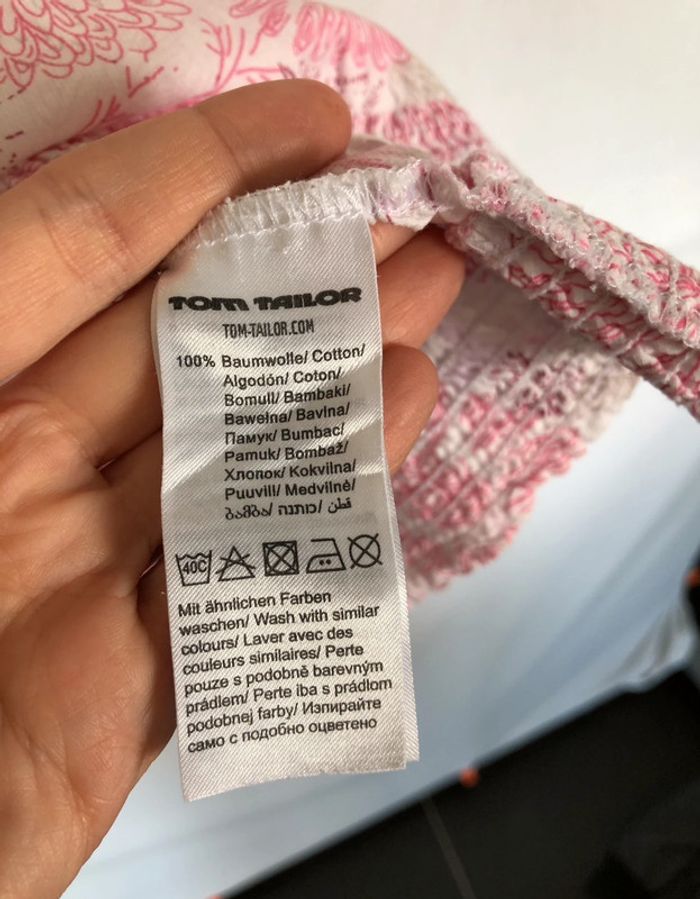 TOM TAILOR
TOM-TAILOR.COM
100% Baumwolle/ Cotton/
Algodón/ Coton/
Bomull/ Bambaki/
Bawełna/ Bavlna/
Памук/ Bumbac/
Pamuk/ Bombaž/
Хлопок/ Kokvilna/
Puuvill/ Medvilnė/
ბამბა/ כותנה/ قطن
40C
Mit ähnlichen Farben
waschen/ Wash with similar
colours/ Laver avec des
couleurs similaires/ Perte
pouze s podobně barevným
prádlem/ Perte iba s prádlom
podobnej farby/ Изпирайте
само с подобно оцветено